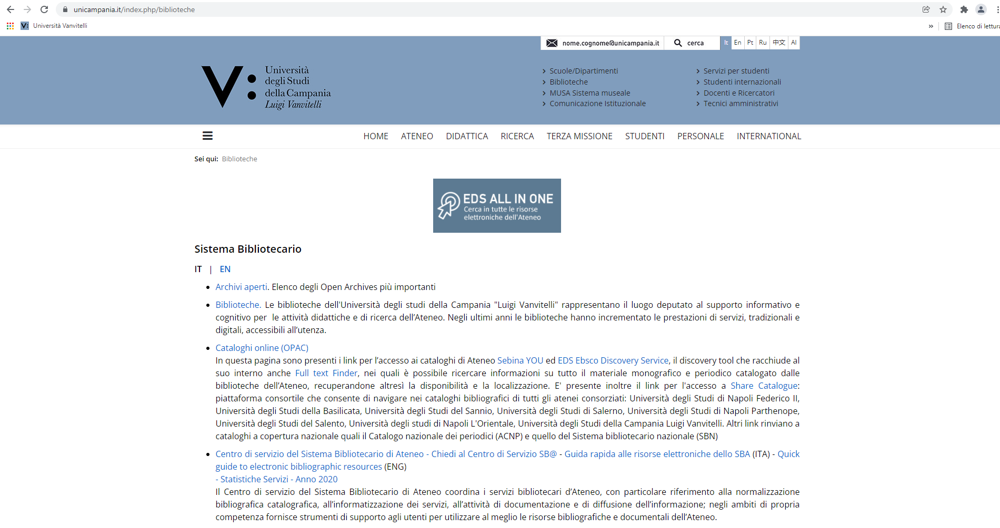 unicampania.it/index.php/biblioteche
V: Università Vanvitelli
» Elenco di lettura
nome.cognome@unicampania.it cerca It En Pt Ru 中文 Al
V:
Università
degli Studi
della Campania
Luigi Vanvitelli
Scuole/Dipartimenti
Biblioteche
MUSA Sistema museale
Comunicazione Istituzionale
Servizi per studenti
Studenti internazionali
Docenti e Ricercatori
Tecnici amministrativi
HOME ATENEO DIDATTICA RICERCA TERZA MISSIONE STUDENTI PERSONALE INTERNATIONAL
Sei qui: Biblioteche
EDS ALL IN ONE
Cerca in tutte le risorse
elettroniche dell'Ateneo
Sistema Bibliotecario
IT | EN
Archivi aperti. Elenco degli Open Archives più importanti
Biblioteche. Le biblioteche dell'Università degli studi della Campania "Luigi Vanvitelli" rappresentano il luogo deputato al supporto informativo e
cognitivo per le attività didattiche e di ricerca dell’Ateneo. Negli ultimi anni le biblioteche hanno incrementato le prestazioni di servizi, tradizionali e
digitali, accessibili all’utenza.
Cataloghi online (OPAC)
In questa pagina sono presenti i link per l’accesso ai cataloghi di Ateneo Sebina YOU ed EDS Ebsco Discovery Service, il discovery tool che racchiude al
suo interno anche Full text Finder, nei quali è possibile ricercare informazioni su tutto il materiale monografico e periodico catalogato dalle
biblioteche dell’Ateneo, recuperandone altresì la disponibilità e la localizzazione. E' presente inoltre il link per l'accesso a Share Catalogue:
piattaforma consortile che consente di navigare nei cataloghi bibliografici di tutti gli atenei consorziati: Università degli Studi di Napoli Federico II,
Università degli Studi della Basilicata, Università degli Studi del Sannio, Università degli Studi di Salerno, Università degli Studi di Napoli Parthenope,
Università degli Studi del Salento, Università degli studi di Napoli L'Orientale, Università degli Studi della Campania Luigi Vanvitelli. Altri link rinviano a
cataloghi a copertura nazionale quali il Catalogo nazionale dei periodici (ACNP) e quello del Sistema bibliotecario nazionale (SBN)
Centro di servizio del Sistema Bibliotecario di Ateneo - Chiedi al Centro di Servizio SB@ - Guida rapida alle risorse elettroniche dello SBA (ITA) - Quick
guide to electronic bibliographic resources (ENG)
- Statistiche Servizi - Anno 2020
Il Centro di servizio del Sistema Bibliotecario di Ateneo coordina i servizi bibliotecari d’Ateneo, con particolare riferimento alla normalizzazione
bibliografica catalografica, all’informatizzazione dei servizi, all’attività di documentazione e di diffusione dell’informazione; negli ambiti di propria
competenza fornisce strumenti di supporto agli utenti per utilizzare al meglio le risorse bibliografiche e documentali dell’Ateneo.